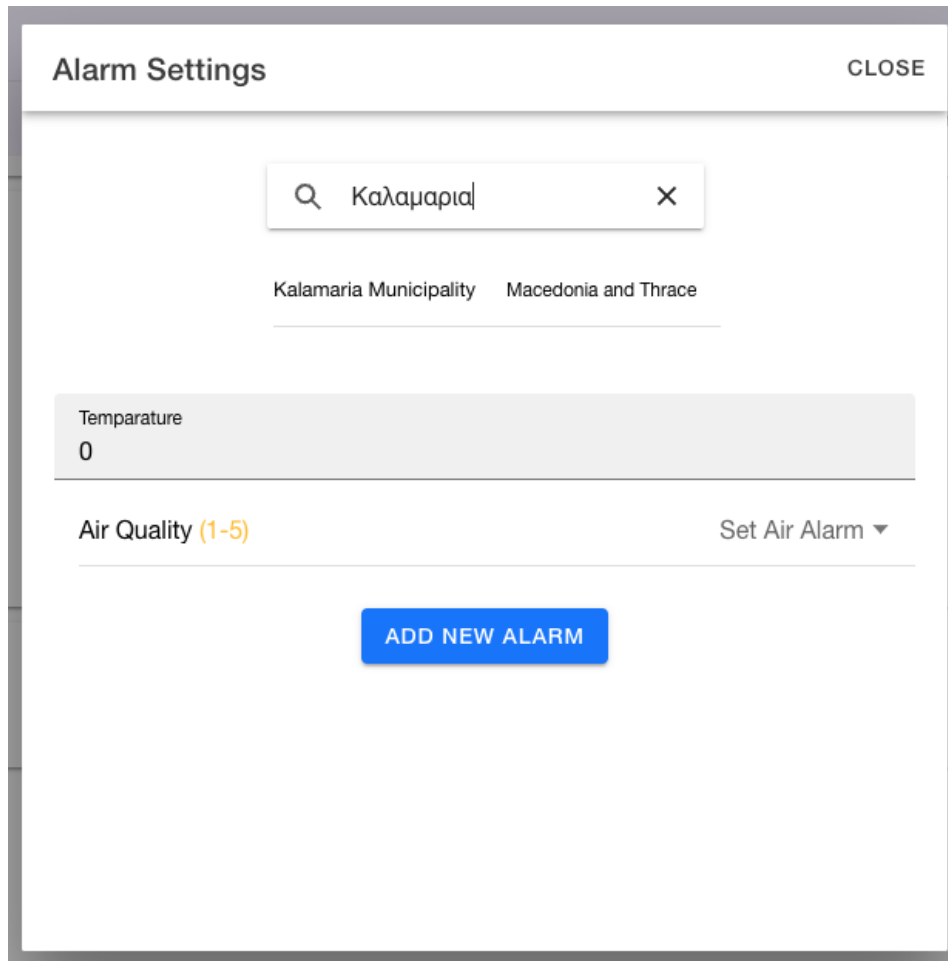 Alarm Settings CLOSE
Καλαμαρια
Kalamaria Municipality Macedonia and Thrace
Temparature
0
Air Quality (1-5) Set Air Alarm
ADD NEW ALARM